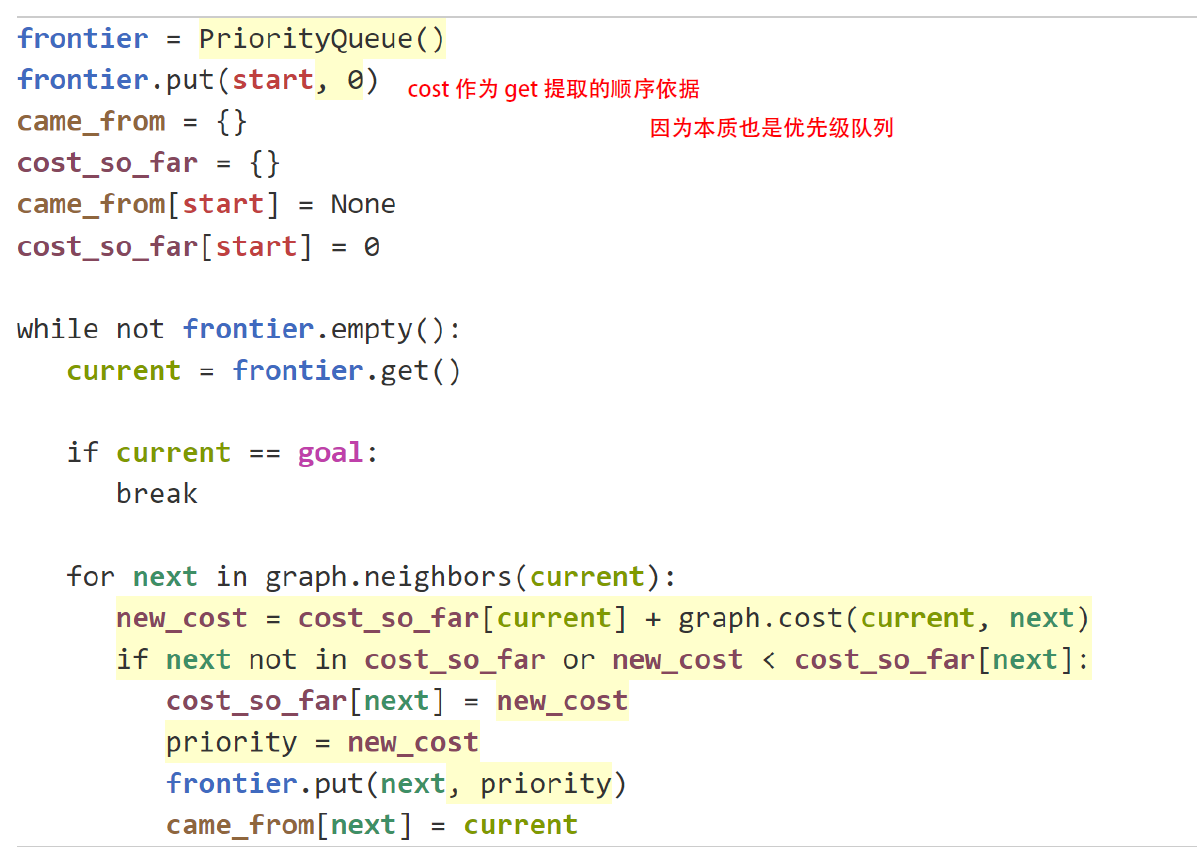 frontier = PriorityQueue()
frontier.put(start, 0) cost 作为 get 提取的顺序依据
因为本质也是优先级队列
came_from = {}
cost_so_far = {}
came_from[start] = None
cost_so_far[start] = 0
while not frontier.empty():
   current = frontier.get()
   if current == goal:
      break
   for next in graph.neighbors(current):
      new_cost = cost_so_far[current] + graph.cost(current, next)
      if next not in cost_so_far or new_cost < cost_so_far[next]:
         cost_so_far[next] = new_cost
         priority = new_cost
         frontier.put(next, priority)
         came_from[next] = current